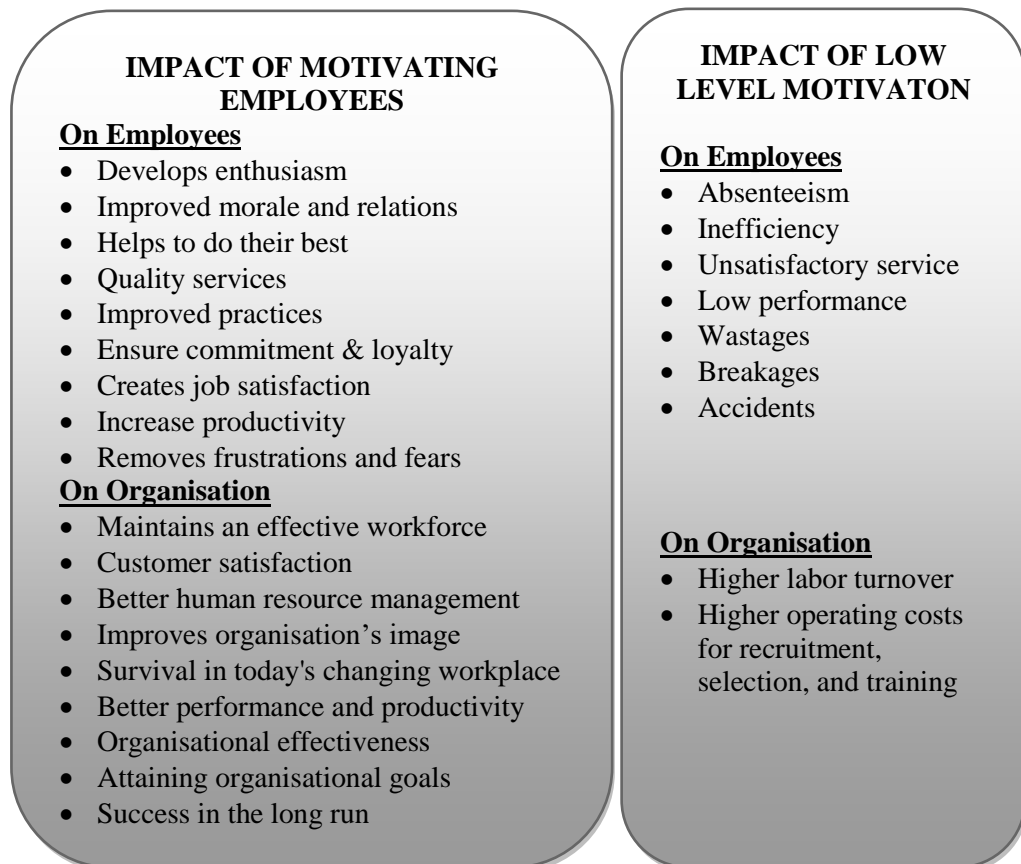 IMPACT OF MOTIVATING
EMPLOYEES
On Employees
• Develops enthusiasm
• Improved morale and relations
• Helps to do their best
• Quality services
• Improved practices
• Ensure commitment & loyalty
• Creates job satisfaction
• Increase productivity
• Removes frustrations and fears
On Organisation
• Maintains an effective workforce
• Customer satisfaction
• Better human resource management
• Improves organisation’s image
• Survival in today's changing workplace
• Better performance and productivity
• Organisational effectiveness
• Attaining organisational goals
• Success in the long run
IMPACT OF LOW
LEVEL MOTIVATON
On Employees
• Absenteeism
• Inefficiency
• Unsatisfactory service
• Low performance
• Wastages
• Breakages
• Accidents
On Organisation
• Higher labor turnover
• Higher operating costs
for recruitment,
selection, and training